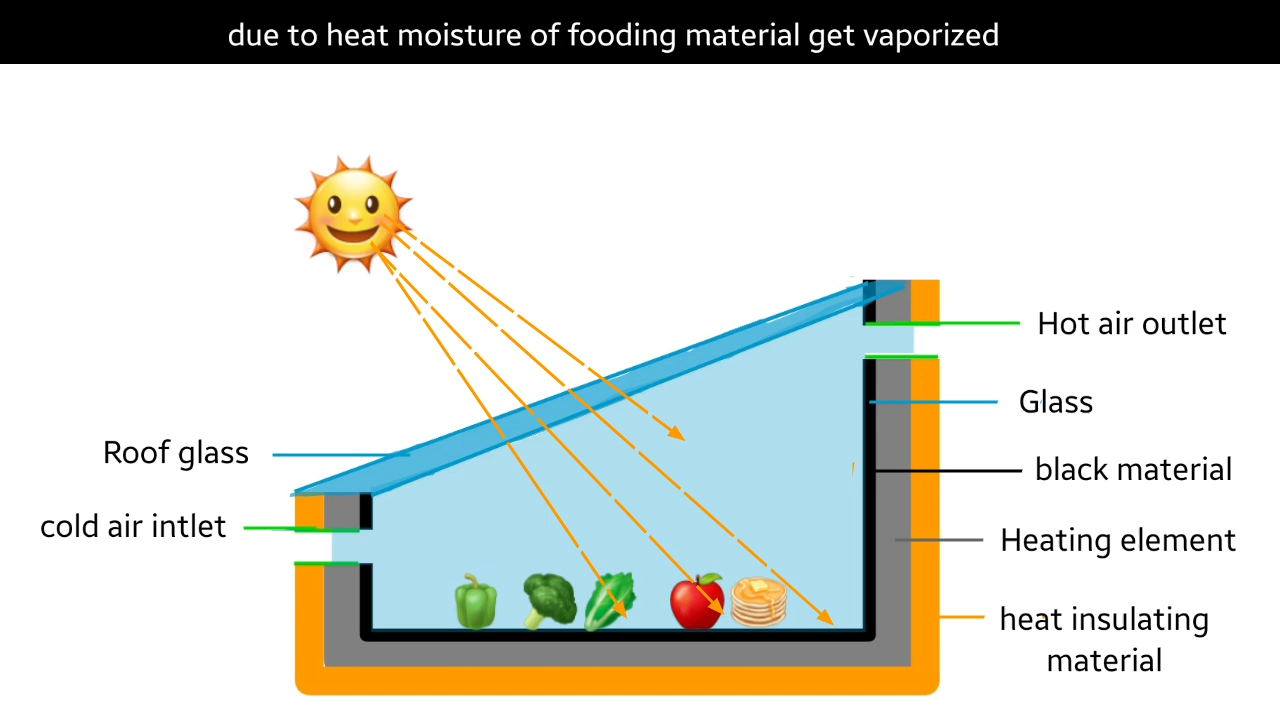 due to heat moisture of fooding material get vaporized
Hot air outlet
Glass
Roof glass
black material
cold air intlet
Heating element
heat insulating
material